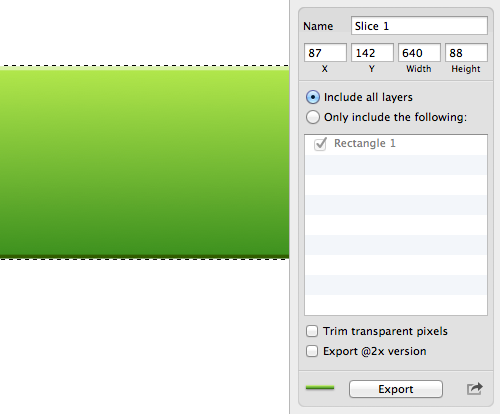 Name Slice 1
87 142 640 88
X Y Width Height
Include all layers
Only include the following:
Rectangle 1
Trim transparent pixels
Export @2x version
Export